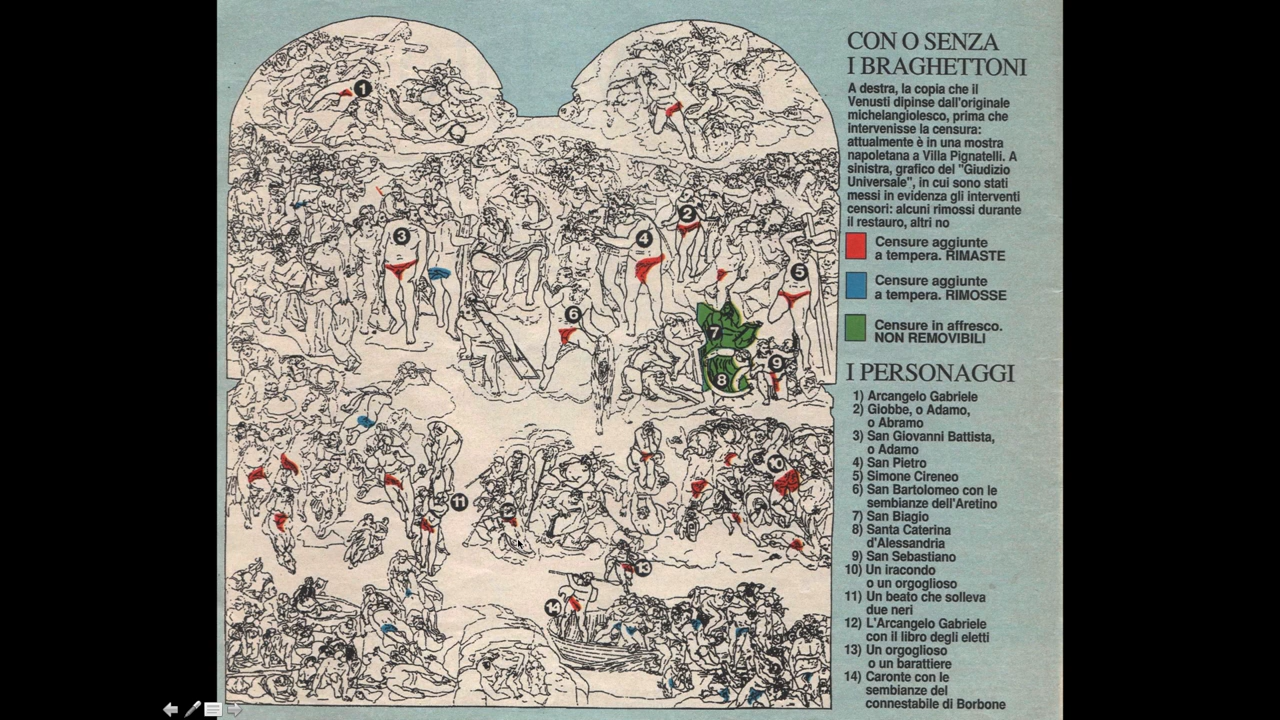 CON O SENZA
I BRAGHETTONI
A destra, la copia che il
Venusti dipinse dall'originale
michelangiolesco, prima che
intervenisse la censura:
attualmente è in una mostra
napoletana a Villa Pignatelli. A
sinistra, grafico del "Giudizio
Universale", in cui sono stati
messi in evidenza gli interventi
censori: alcuni rimossi durante
il restauro, altri no
Censure aggiunte
a tempera. RIMASTE
Censure aggiunte
a tempera. RIMOSSE
Censure in affresco.
NON REMOVIBILI
I PERSONAGGI
1) Arcangelo Gabriele
2) Giobbe, o Adamo,
o Abramo
3) San Giovanni Battista,
o Adamo
4) San Pietro
5) Simone Cireneo
6) San Bartolomeo con le
sembianze dell'Aretino
7) San Biagio
8) Santa Caterina
d'Alessandria
9) San Sebastiano
10) Un iracondo
o un orgoglioso
11) Un beato che solleva
due neri
12) L'Arcangelo Gabriele
con il libro degli eletti
13) Un orgoglioso
o un barattiere
14) Caronte con le
sembianze del
connestabile di Borbone
1
2
3
4
5
6
7
8
9
10
11
12
13
14